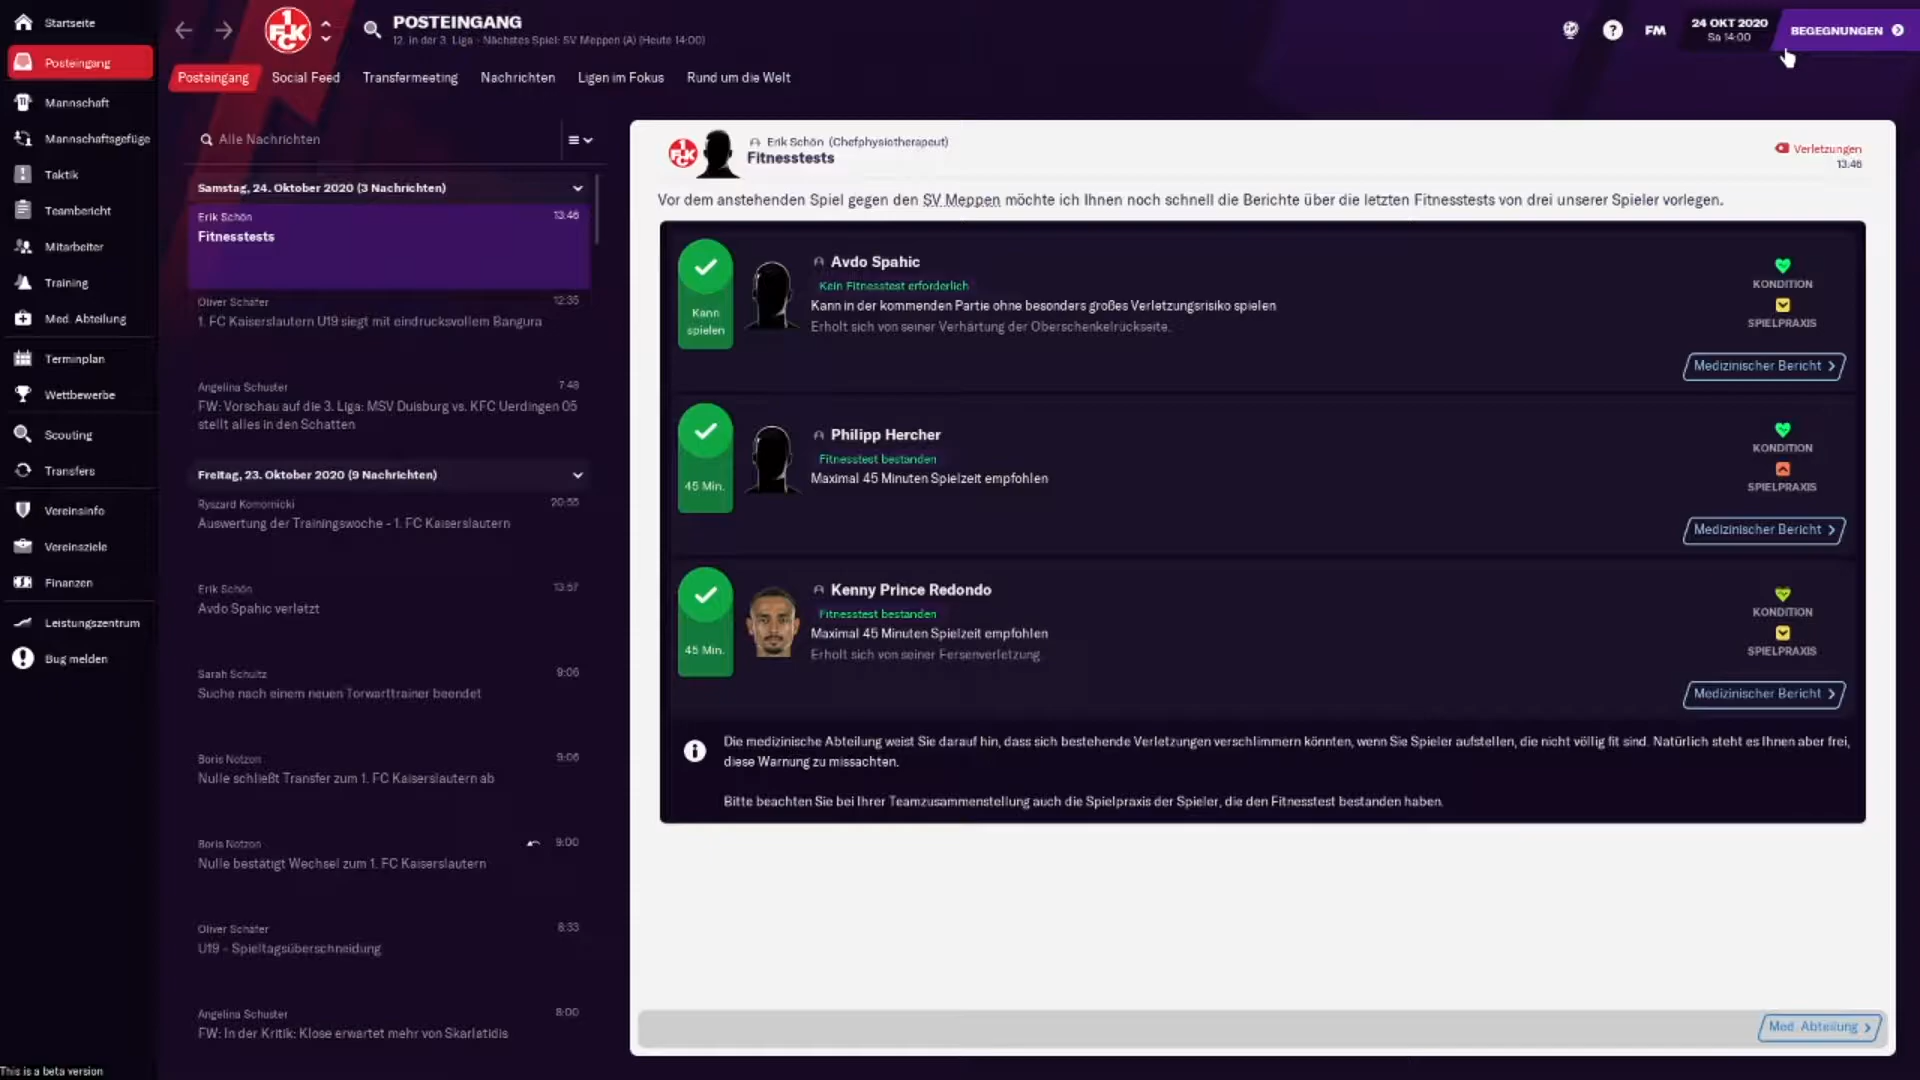 Startseite
Posteingang
Mannschaft
Mannschaftsgefüge
Taktik
Teambericht
Mitarbeiter
Training
Med. Abteilung
Terminplan
Wettbewerbe
Scouting
Transfers
Vereinsinfo
Vereinsziele
Finanzen
Leistungszentrum
Bug melden
This is a beta version
POSTEINGANG
12. in der 3. Liga - Nächstes Spiel: SV Meppen (A) (Heute 14:00)
FM
24 OKT 2020
Sa 14:00
BEGEGNUNGEN
Posteingang Social Feed Transfermeeting Nachrichten Ligen im Fokus Rund um die Welt
Alle Nachrichten
Samstag, 24. Oktober 2020 (3 Nachrichten)
Erik Schön 13:46
Fitnesstests
Oliver Schäfer 12:35
1. FC Kaiserslautern U19 siegt mit eindrucksvollem Bangura
Angelina Schuster 7:48
FW: Vorschau auf die 3. Liga: MSV Duisburg vs. KFC Uerdingen 05
stellt alles in den Schatten
Freitag, 23. Oktober 2020 (9 Nachrichten)
Ryszard Komornicki 20:55
Auswertung der Trainingswoche - 1. FC Kaiserslautern
Erik Schön 13:57
Avdo Spahic verletzt
Sarah Schultz 9:06
Suche nach einem neuen Torwarttrainer beendet
Boris Notzon 9:06
Nulle schließt Transfer zum 1. FC Kaiserslautern ab
Boris Notzon 9:00
Nulle bestätigt Wechsel zum 1. FC Kaiserslautern
Oliver Schäfer 8:33
U19 - Spieltagsüberschneidung
Angelina Schuster 8:00
FW: In der Kritik: Klose erwartet mehr von Skarlatidis
Erik Schön (Chefphysiotherapeut)
Fitnesstests
Verletzungen
13:46
Vor dem anstehenden Spiel gegen den SV Meppen möchte ich Ihnen noch schnell die Berichte über die letzten Fitnesstests von drei unserer Spieler vorlegen.
Kann
spielen
Avdo Spahic
Kein Fitnesstest erforderlich
Kann in der kommenden Partie ohne besonders großes Verletzungsrisiko spielen
Erholt sich von seiner Verhärtung der Oberschenkelrückseite.
KONDITION
SPIELPRAXIS
Medizinischer Bericht
45 Min.
Philipp Hercher
Fitnesstest bestanden
Maximal 45 Minuten Spielzeit empfohlen
KONDITION
SPIELPRAXIS
Medizinischer Bericht
45 Min.
Kenny Prince Redondo
Fitnesstest bestanden
Maximal 45 Minuten Spielzeit empfohlen
Erholt sich von seiner Fersenverletzung.
KONDITION
SPIELPRAXIS
Medizinischer Bericht
Die medizinische Abteilung weist Sie darauf hin, dass sich bestehende Verletzungen verschlimmern könnten, wenn Sie Spieler aufstellen, die nicht völlig fit sind. Natürlich steht es Ihnen aber frei,
diese Warnung zu missachten.
Bitte beachten Sie bei Ihrer Teamzusammenstellung auch die Spielpraxis der Spieler, die den Fitnesstest bestanden haben.
Med. Abteilung